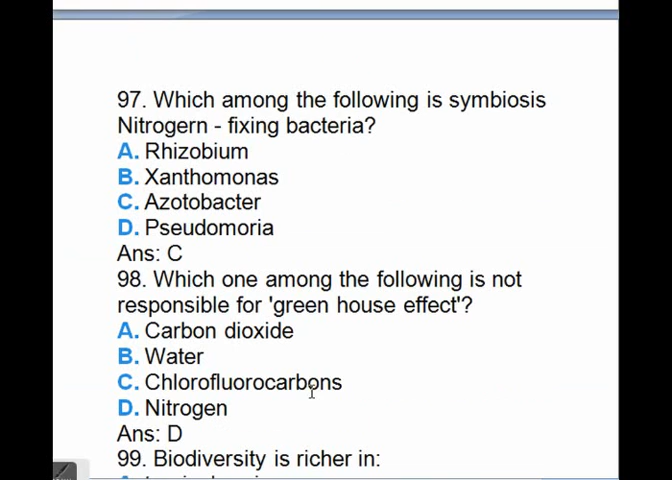 97. Which among the following is symbiosis
Nitrogern - fixing bacteria?
A. Rhizobium
B. Xanthomonas
C. Azotobacter
D. Pseudomoria
Ans: C
98. Which one among the following is not
responsible for 'green house effect'?
A. Carbon dioxide
B. Water
C. Chlorofluorocarbons
D. Nitrogen
Ans: D
99. Biodiversity is richer in: